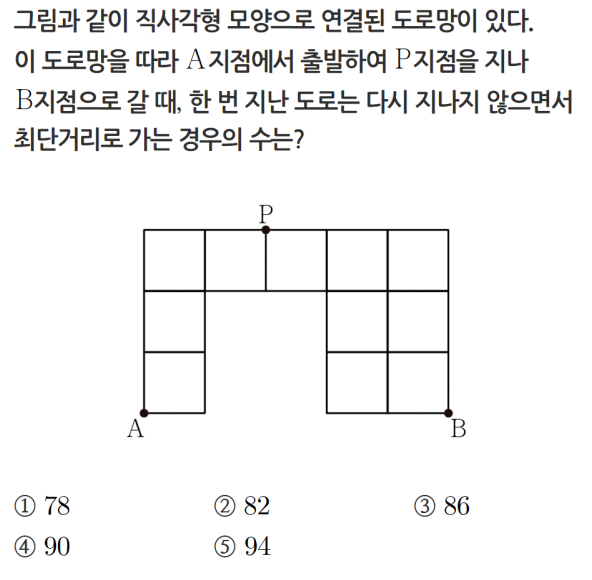 그림과 같이 직사각형 모양으로 연결된 도로망이 있다.
이 도로망을 따라 A지점에서 출발하여 P지점을 지나
B지점으로 갈 때, 한 번 지난 도로는 다시 지나지 않으면서
최단거리로 가는 경우의 수는?
P
A
B
① 78 ② 82 ③ 86
④ 90 ⑤ 94